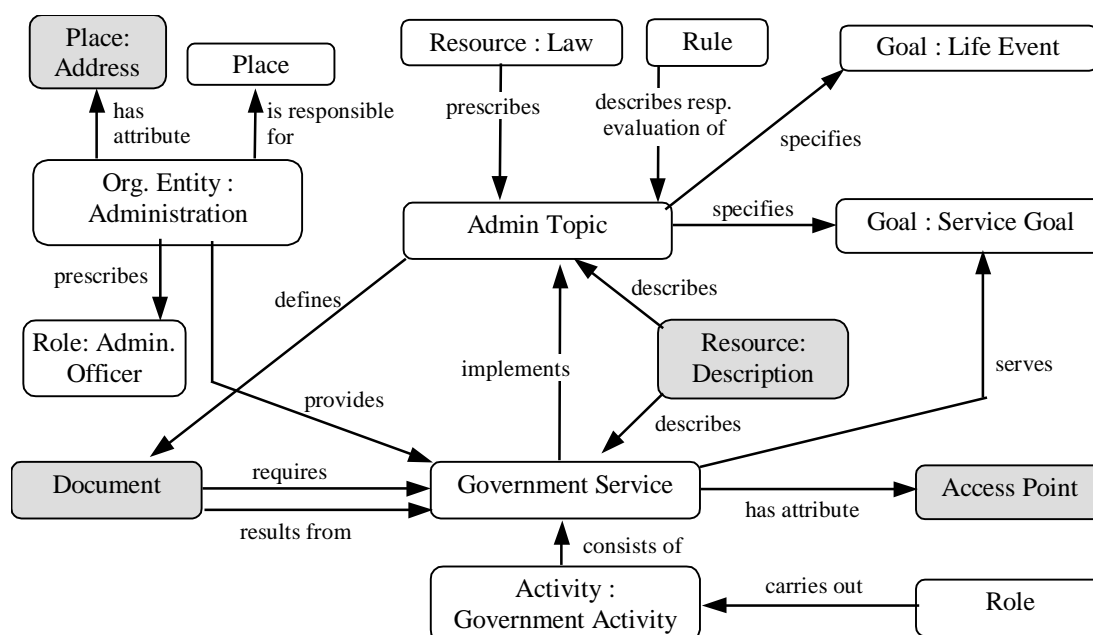 Place:
Address
Place
Resource : Law
Rule
Goal : Life Event
has
attribute
is responsible
for
prescribes
describes resp.
evaluation of
specifies
Org. Entity :
Administration
Admin Topic
specifies
Goal : Service Goal
prescribes
defines
describes
Role: Admin.
Officer
implements
Resource:
Description
serves
provides
describes
Document
requires
Government Service
Access Point
results from
has attribute
consists of
Activity :
Government Activity
carries out
Role